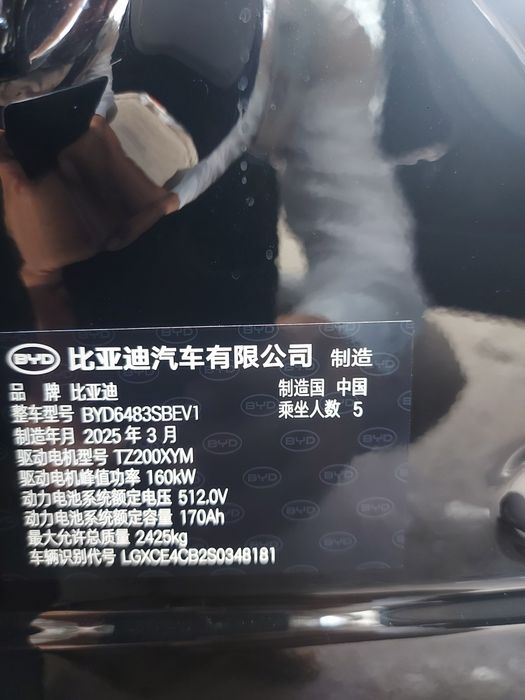 BYD 比亚迪汽车有限公司 制造
品 牌 比亚迪 制造国 中国
整车型号 BYD6483SBEV1 乘坐人数 5
制造年月 2025 年 3 月
驱动电机型号 TZ200XYM
驱动电机峰值功率 160kW
动力电池系统额定电压 512.0V
动力电池系统额定容量 170Ah
最大允许总质量 2425kg
车辆识别代号 LGXCE4CB2S0348181